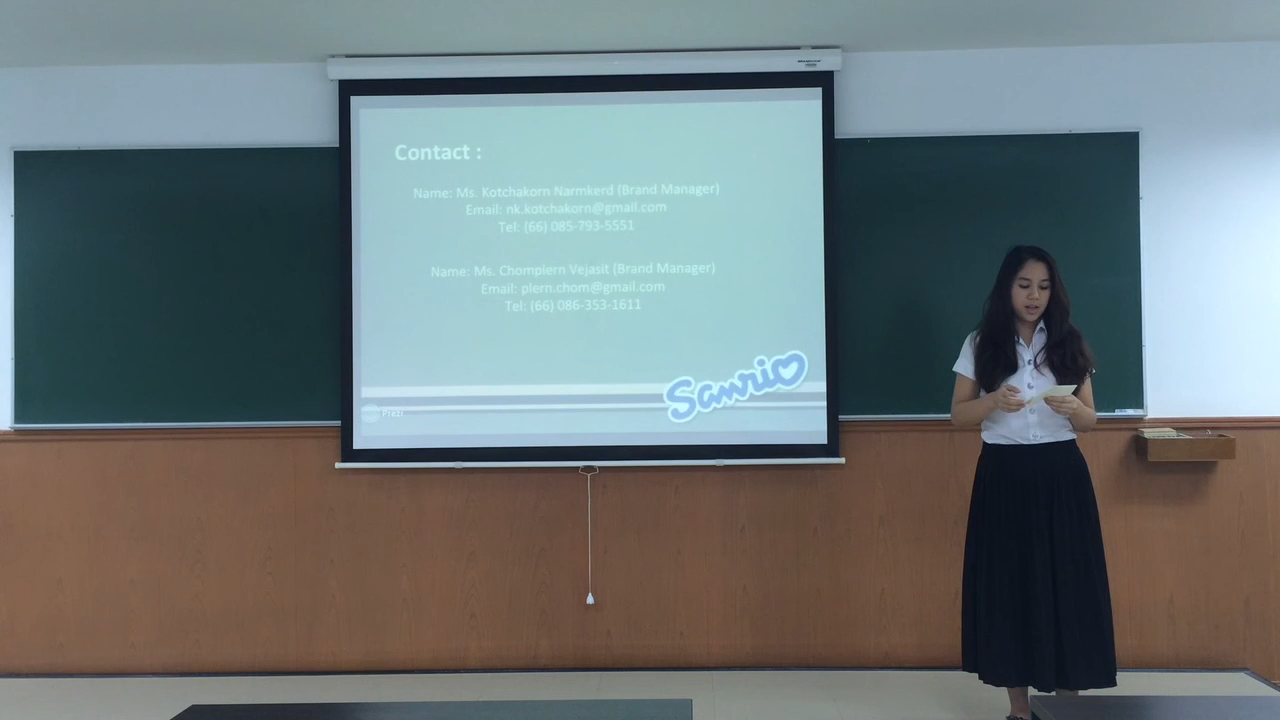 Contact :
Name: Ms. Kotchakorn Narmkerd (Brand Manager)
Email: nk.kotchakorn@gmail.com
Tel: (66) 085-793-5551
Name: Ms. Chompiern Vejasit (Brand Manager)
Email: plern.chom@gmail.com
Tel: (66) 086-353-1611
Sanrio
Prezi